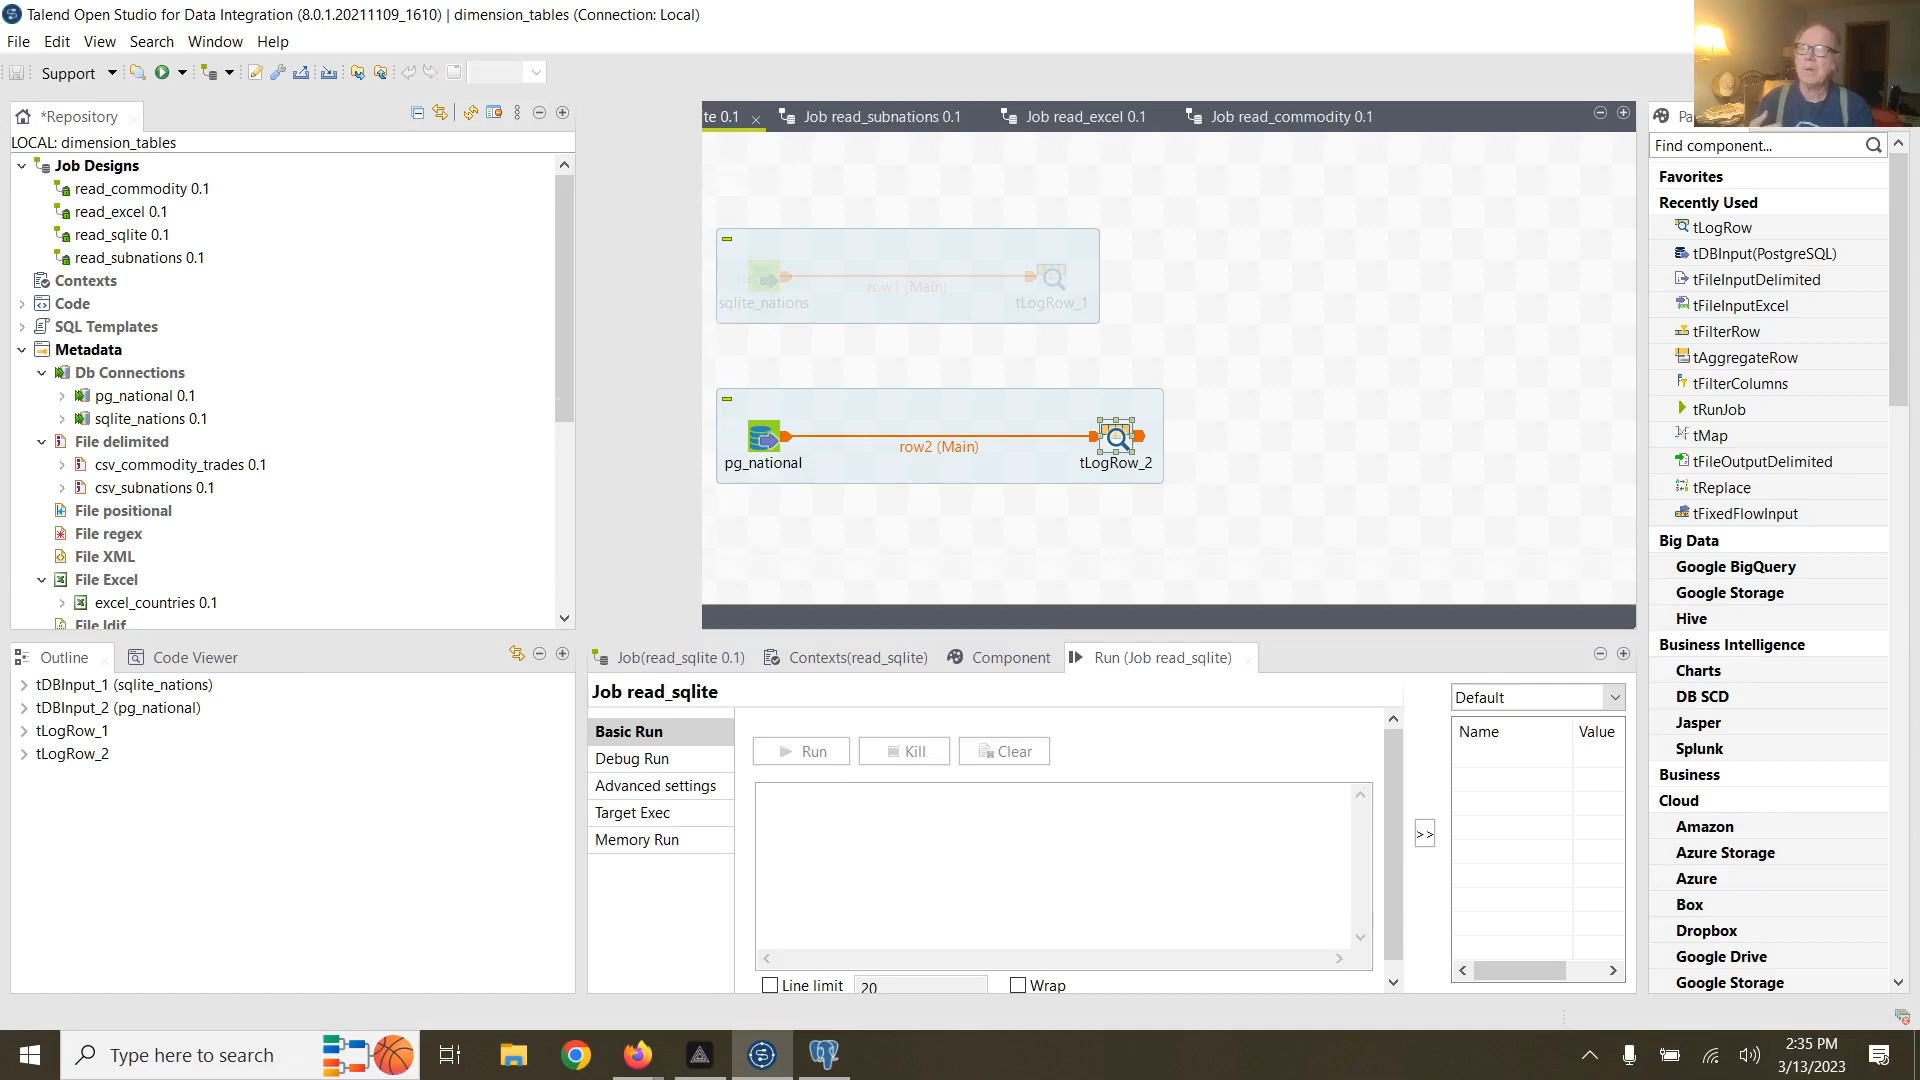 Talend Open Studio for Data Integration (8.0.1.20211109_1610) | dimension_tables (Connection: Local)
File Edit View Search Window Help
Support
*Repository
LOCAL: dimension_tables
Job Designs
read_commodity 0.1
read_excel 0.1
read_sqlite 0.1
read_subnations 0.1
Contexts
Code
SQL Templates
Metadata
Db Connections
pg_national 0.1
sqlite_nations 0.1
File delimited
csv_commodity_trades 0.1
csv_subnations 0.1
File positional
File regex
File XML
File Excel
excel_countries 0.1
File ldif
Outline Code Viewer
tDBInput_1 (sqlite_nations)
tDBInput_2 (pg_national)
tLogRow_1
tLogRow_2
te 0.1 Job read_subnations 0.1 Job read_excel 0.1 Job read_commodity 0.1
row1 (Main)
sqlite_nations tLogRow_1
row2 (Main)
pg_national tLogRow_2
Job(read_sqlite 0.1) Contexts(read_sqlite) Component Run (Job read_sqlite)
Job read_sqlite
Basic Run
Debug Run
Advanced settings
Target Exec
Memory Run
Run Kill Clear
Line limit 20 Wrap
>>
Default
Name Value
Pa
Find component...
Favorites
Recently Used
tLogRow
tDBInput(PostgreSQL)
tFileInputDelimited
tFileInputExcel
tFilterRow
tAggregateRow
tFilterColumns
tRunJob
tMap
tFileOutputDelimited
tReplace
tFixedFlowInput
Big Data
Google BigQuery
Google Storage
Hive
Business Intelligence
Charts
DB SCD
Jasper
Splunk
Business
Cloud
Amazon
Azure Storage
Azure
Box
Dropbox
Google Drive
Google Storage
Type here to search
2:35 PM
3/13/2023